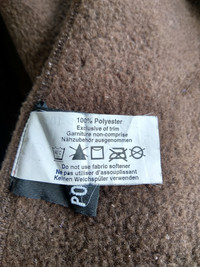 100% Polyester
Exclusive of trim
Garniture non-comprise
Nähzubehör ausgenommen
Do not use fabric softener
Ne pas utiliser d'assouplissant
Keinen Weichspüler verwenden
PO